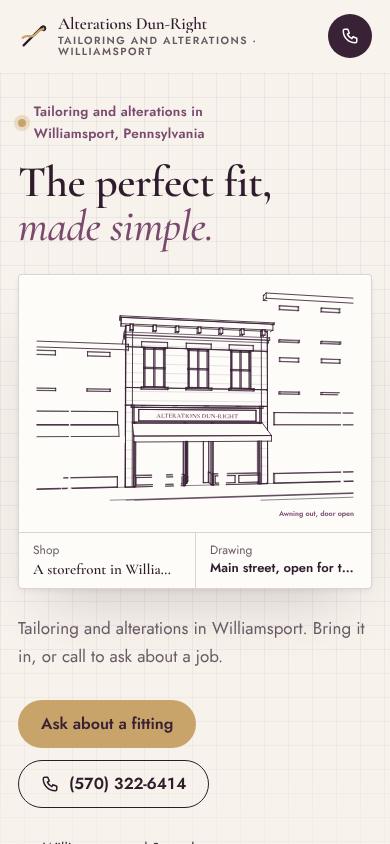 Alterations Dun-Right
TAILORING AND ALTERATIONS ·
WILLIAMSPORT
Tailoring and alterations in
Williamsport, Pennsylvania
The perfect fit,
made simple.
ALTERATIONS DUN-RIGHT
Awning out, door open
Shop
A storefront in Willia...
Drawing
Main street, open for t...
Tailoring and alterations in Williamsport. Bring it
in, or call to ask about a job.
Ask about a fitting
(570) 322-6414